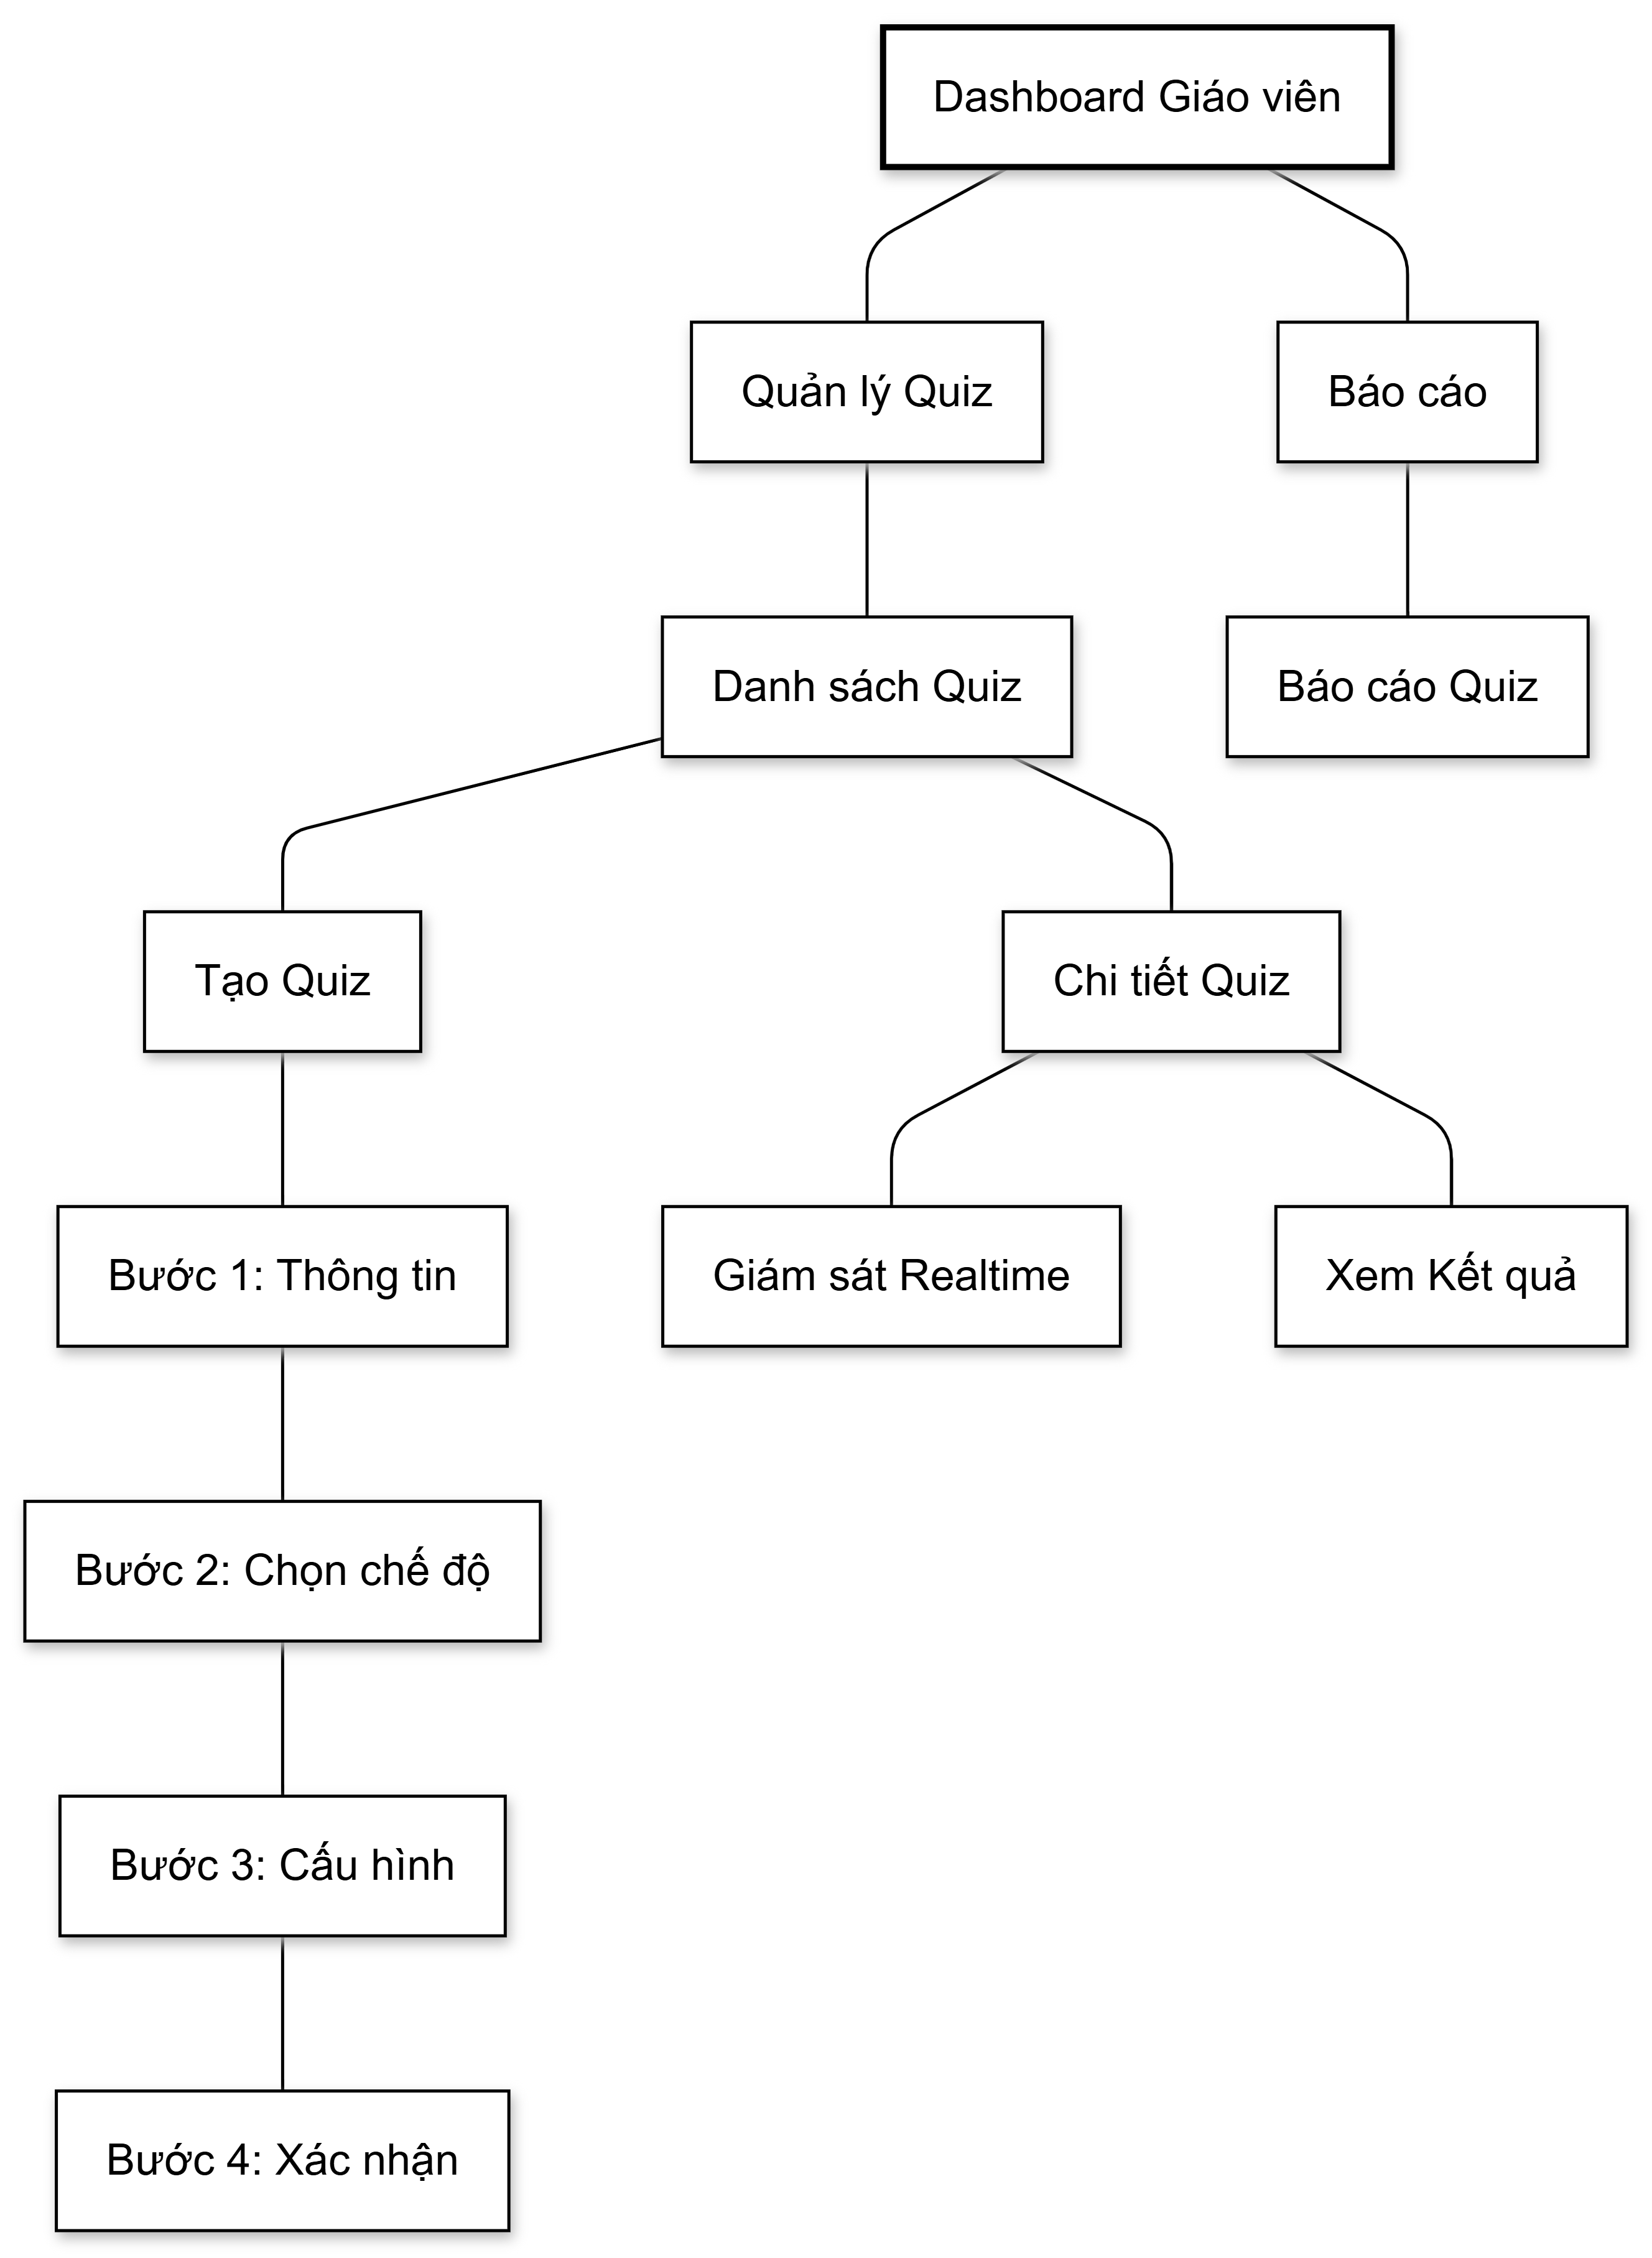 Dashboard Giáo viên
Quản lý Quiz
Báo cáo
Danh sách Quiz
Báo cáo Quiz
Tạo Quiz
Chi tiết Quiz
Bước 1: Thông tin
Giám sát Realtime
Xem Kết quả
Bước 2: Chọn chế độ
Bước 3: Cấu hình
Bước 4: Xác nhận